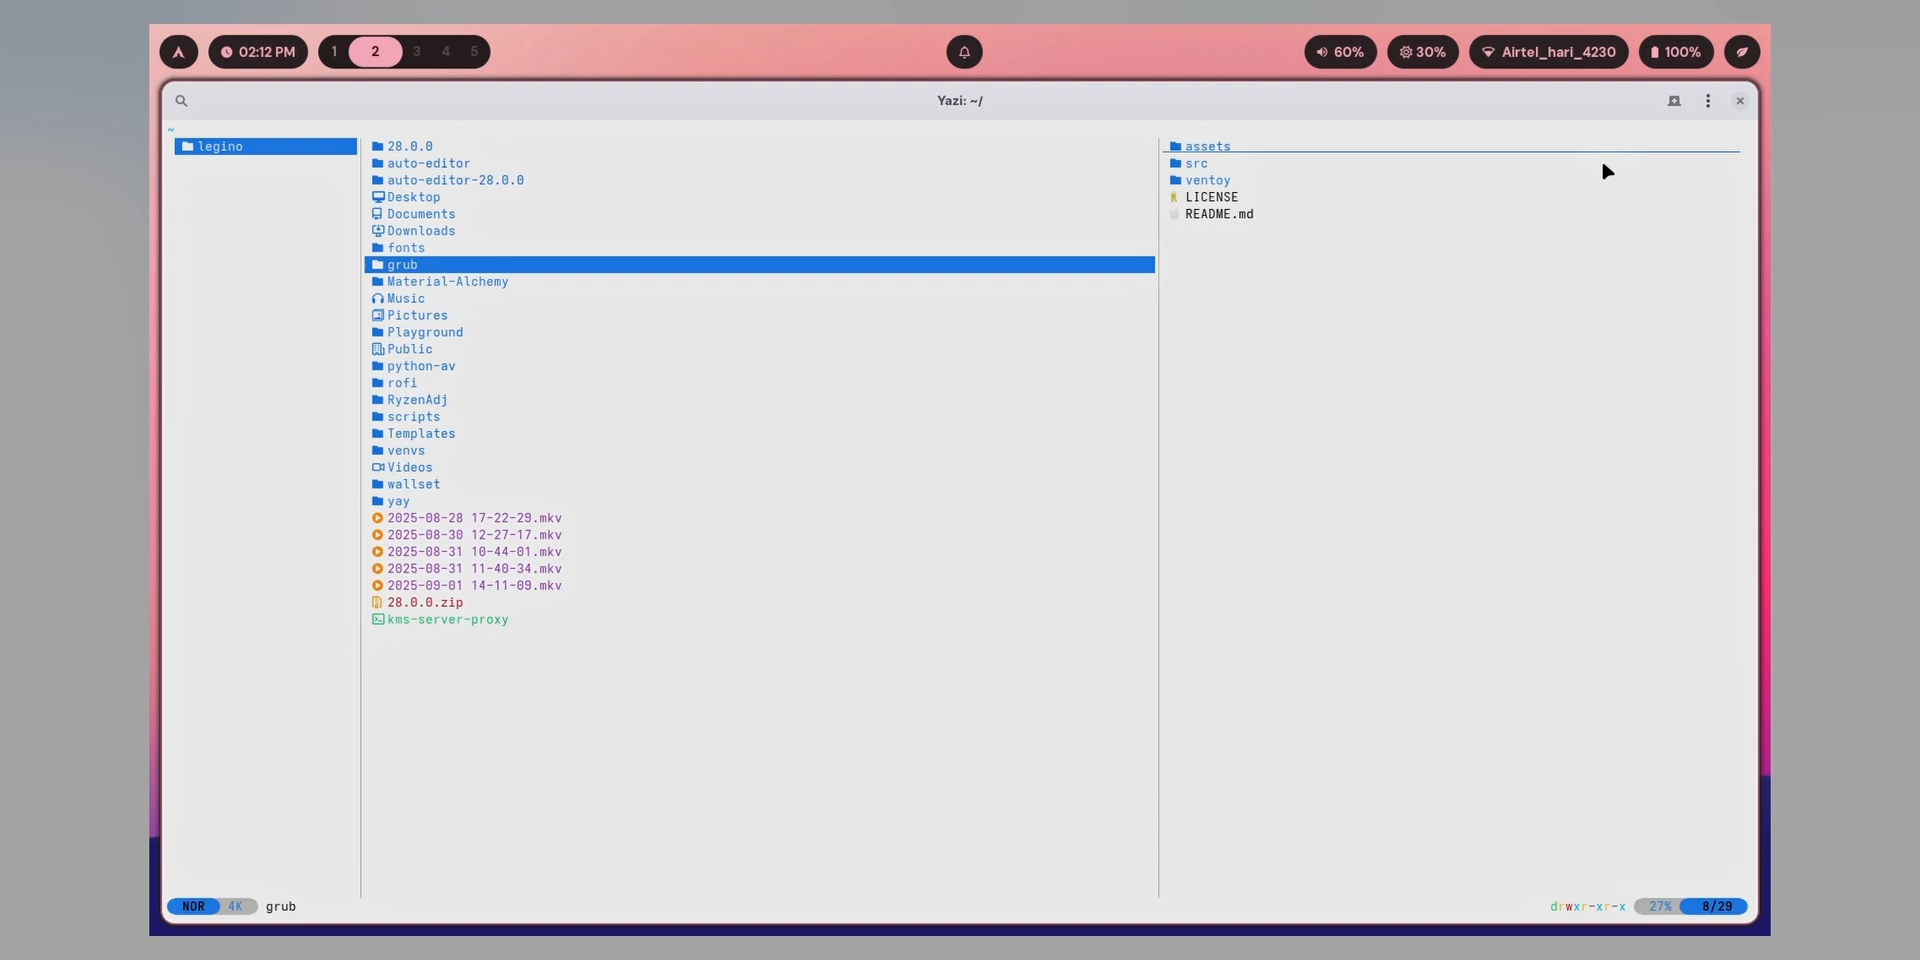 02:12 PM
1 2 3 4 5
60%
30%
Airtel_hari_4230
100%
Yazi: ~/
~
legino
28.0.0
auto-editor
auto-editor-28.0.0
Desktop
Documents
Downloads
fonts
grub
Material-Alchemy
Music
Pictures
Playground
Public
python-av
rofi
RyzenAdj
scripts
Templates
venvs
Videos
wallset
yay
2025-08-28 17-22-29.mkv
2025-08-30 12-27-17.mkv
2025-08-31 10-44-01.mkv
2025-08-31 11-40-34.mkv
2025-09-01 14-11-09.mkv
28.0.0.zip
kms-server-proxy
assets
src
ventoy
LICENSE
README.md
NOR 4K grub
drwxr-xr-x 27% 8/29